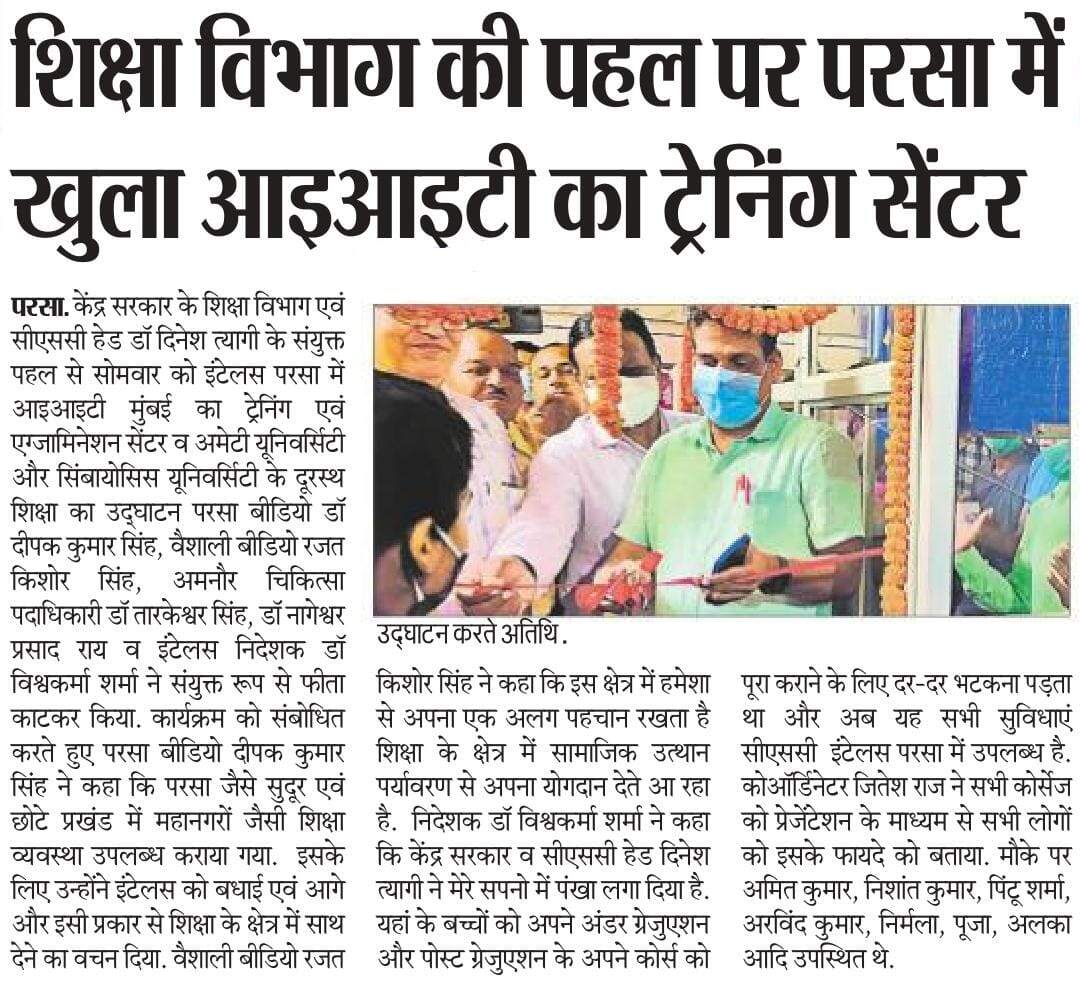 शिक्षा विभाग की पहल पर परसा में
खुला आइआइटी का ट्रेनिंग सेंटर
परसा. केंद्र सरकार के शिक्षा विभाग एवं
सीएससी हेड डॉ दिनेश त्यागी के संयुक्त
पहल से सोमवार को इंटेलस परसा में
आइआइटी मुंबई का ट्रेनिंग एवं
एग्जामिनेशन सेंटर व अमेटी यूनिवर्सिटी
और सिंबायोसिस यूनिवर्सिटी के दूरस्थ
शिक्षा का उद्घाटन परसा बीडियो डॉ
दीपक कुमार सिंह, वैशाली बीडियो रजत
किशोर सिंह, अमनौर चिकित्सा
पदाधिकारी डॉ तारकेश्वर सिंह, डॉ नागेश्वर
प्रसाद राय व इंटेलस निदेशक डॉ
विश्वकर्मा शर्मा ने संयुक्त रूप से फीता
काटकर किया. कार्यक्रम को संबोधित
करते हुए परसा बीडियो दीपक कुमार
सिंह ने कहा कि परसा जैसे सुदूर एवं
छोटे प्रखंड में महानगरों जैसी शिक्षा
व्यवस्था उपलब्ध कराया गया. इसके
लिए उन्होंने इंटेलस को बधाई एवं आगे
और इसी प्रकार से शिक्षा के क्षेत्र में साथ
देने का वचन दिया. वैशाली बीडियो रजत
उद्घाटन करते अतिथि.
किशोर सिंह ने कहा कि इस क्षेत्र में हमेशा
से अपना एक अलग पहचान रखता है
शिक्षा के क्षेत्र में सामाजिक उत्थान
पर्यावरण से अपना योगदान देते आ रहा
है. निदेशक डॉ विश्वकर्मा शर्मा ने कहा
कि केंद्र सरकार व सीएससी हेड दिनेश
त्यागी ने मेरे सपनो में पंखा लगा दिया है.
यहां के बच्चों को अपने अंडर ग्रेजुएशन
और पोस्ट ग्रेजुएशन के अपने कोर्स को
पूरा कराने के लिए दर-दर भटकना पड़ता
था और अब यह सभी सुविधाएं
सीएससी इंटेलस परसा में उपलब्ध है.
कोऑर्डिनेटर जितेश राज ने सभी कोर्सेज
को प्रेजेंटेशन के माध्यम से सभी लोगों
को इसके फायदे को बताया. मौके पर
अमित कुमार, निशांत कुमार, पिंटू शर्मा,
अरविंद कुमार, निर्मला, पूजा, अलका
आदि उपस्थित थे.